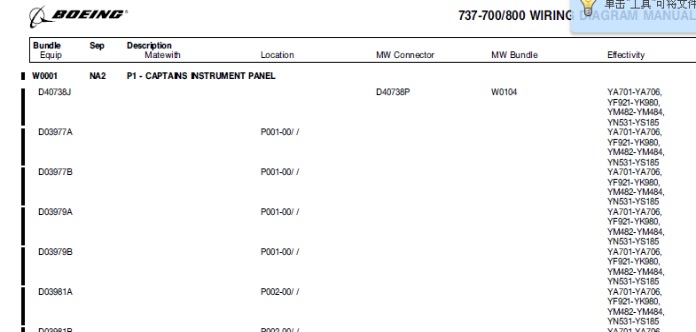 BOEING®
737-700/800 WIRING DIAGRAM MANUAL
单击"工具"可将文件
Bundle Sep Description
Equip Matewith Location MW Connector MW Bundle Effectivity
W0001 NA2 P1 - CAPTAINS INSTRUMENT PANEL
D40738J D40738P W0104 YA701-YA706,
YF921-YK980,
YM482-YM484,
YN531-YS185
D03977A P001-00/ / YA701-YA706,
YF921-YK980,
YM482-YM484,
YN531-YS185
D03977B P001-00/ / YA701-YA706,
YF921-YK980,
YM482-YM484,
YN531-YS185
D03979A P001-00/ / YA701-YA706,
YF921-YK980,
YM482-YM484,
YN531-YS185
D03979B P001-00/ / YA701-YA706,
YF921-YK980,
YM482-YM484,
YN531-YS185
D03981A P002-00/ / YA701-YA706,
YF921-YK980,
YM482-YM484,
YN531-YS185
D03981B P002-00/ / YA701-YA706,